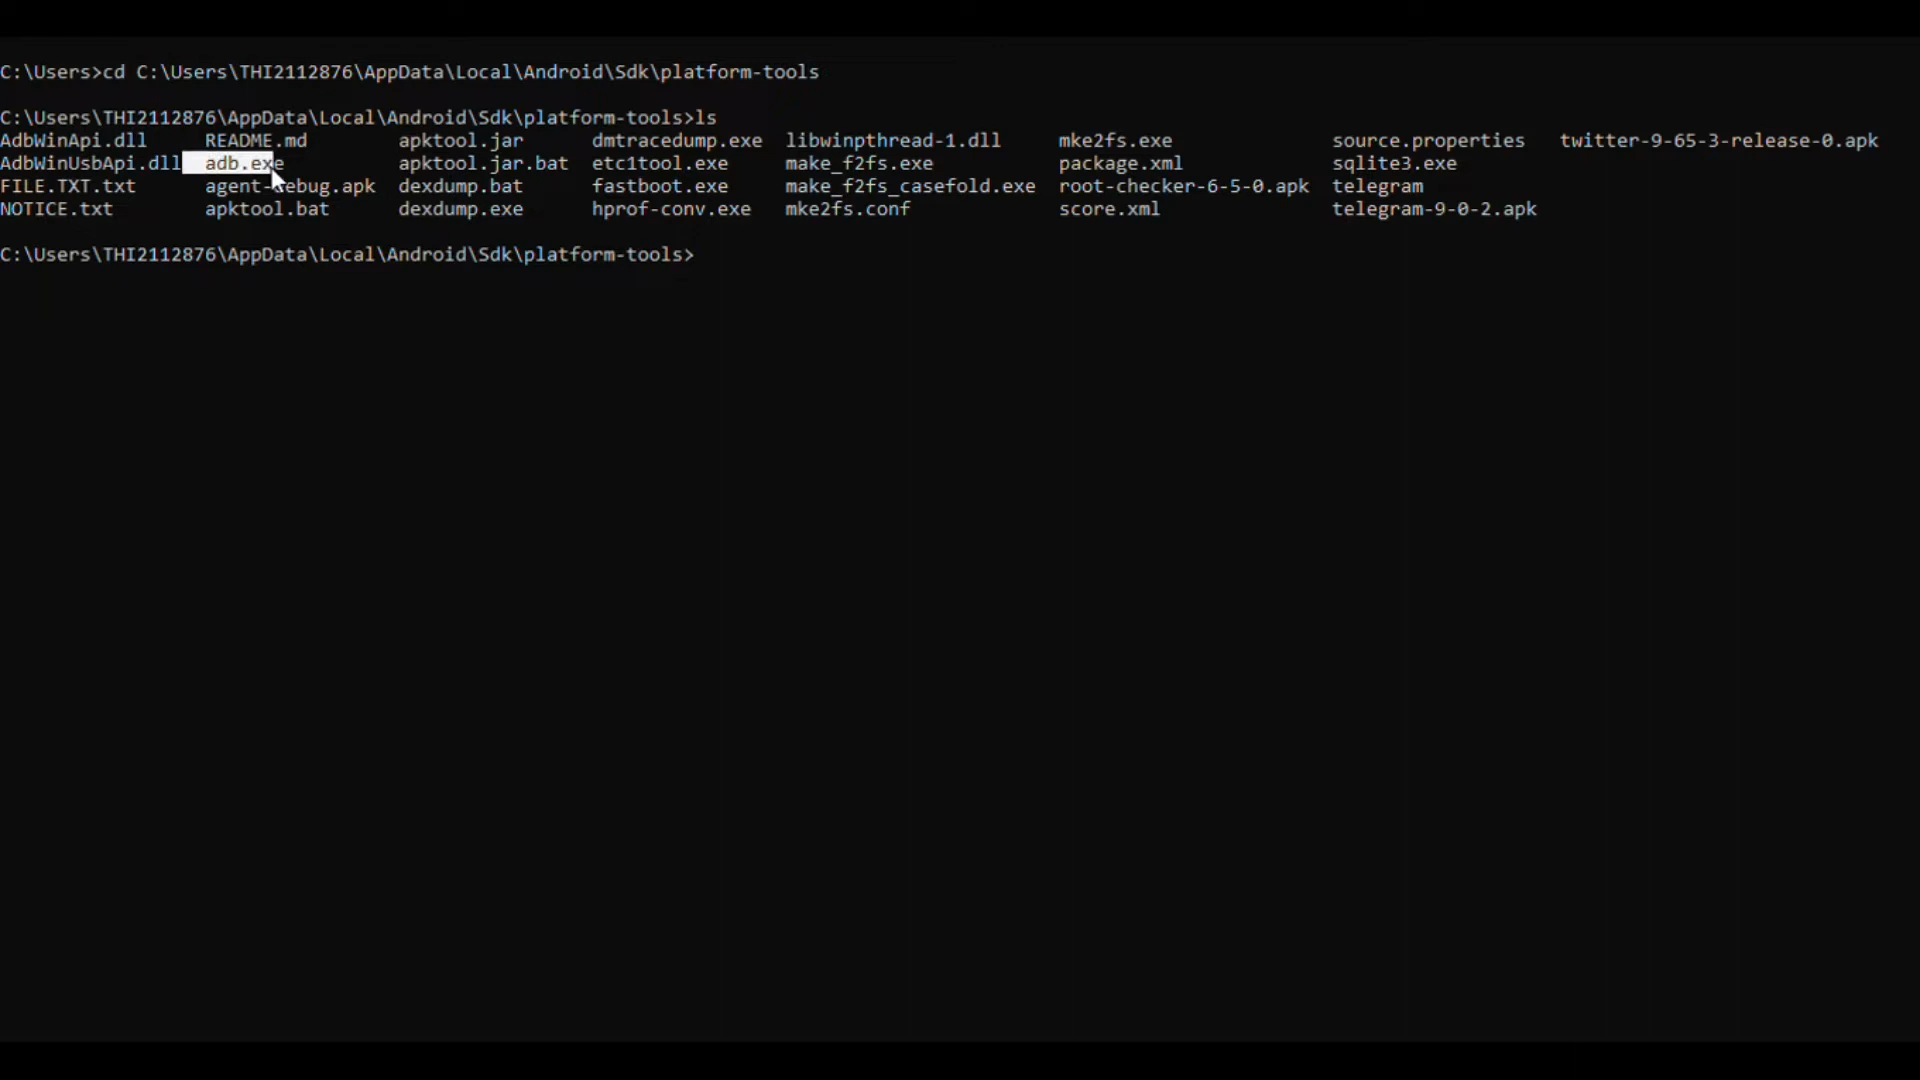 C:\Users>cd C:\Users\THI2112876\AppData\Local\Android\Sdk\platform-tools
C:\Users\THI2112876\AppData\Local\Android\Sdk\platform-tools>ls
AdbWinApi.dll README.md apktool.jar dmtracedump.exe libwinpthread-1.dll mke2fs.exe source.properties twitter-9-65-3-release-0.apk
AdbWinUsbApi.dll adb.exe apktool.jar.bat etc1tool.exe make_f2fs.exe package.xml sqlite3.exe
FILE.TXT.txt agent-debug.apk dexdump.bat fastboot.exe make_f2fs_casefold.exe root-checker-6-5-0.apk telegram
NOTICE.txt apktool.bat dexdump.exe hprof-conv.exe mke2fs.conf score.xml telegram-9-0-2.apk
C:\Users\THI2112876\AppData\Local\Android\Sdk\platform-tools>